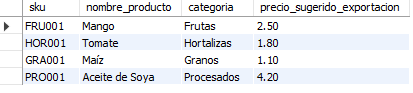 sku nombre_producto categoria precio_sugerido_exportacion
FRU001 Mango Frutas 2.50
HOR001 Tomate Hortalizas 1.80
GRA001 Maíz Granos 1.10
PRO001 Aceite de Soya Procesados 4.20